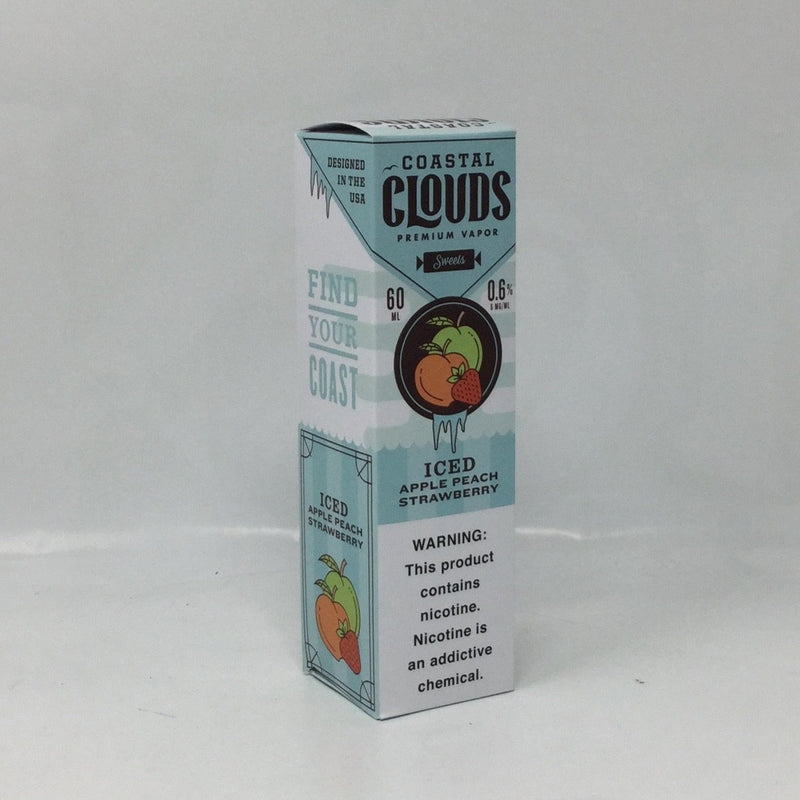 COASTAL
CLOUDS
DESIGNED
IN THE
USA
COASTAL
CLOUDS
PREMIUM VAPOR
Sweets
60
ML
0.6%
6 MG/ML
FIND
YOUR
COAST
ICED
APPLE PEACH
STRAWBERRY
ICED
APPLE PEACH
STRAWBERRY
WARNING:
This product
contains
nicotine.
Nicotine is
an addictive
chemical.